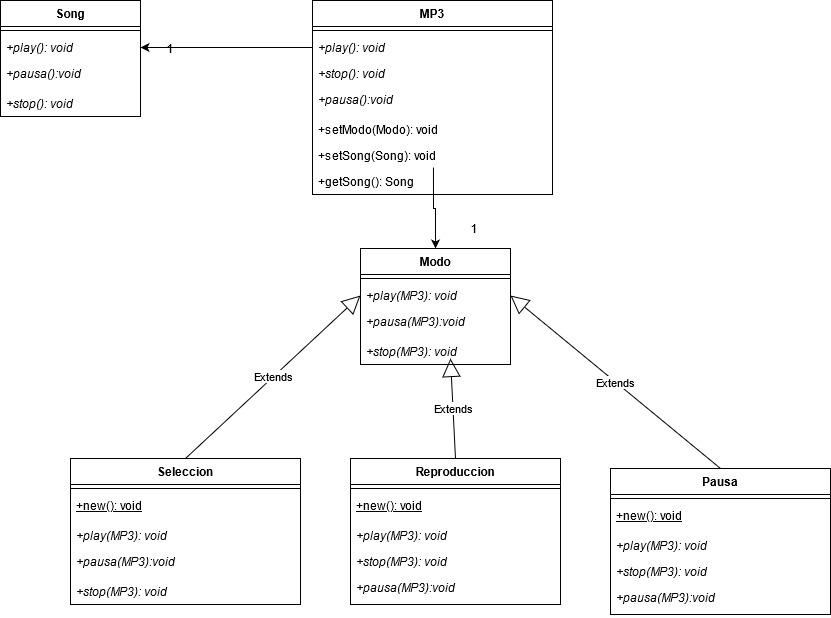 Song
+play(): void
+pausa():void
+stop(): void
1
MP3
+play(): void
+stop(): void
+pausa():void
+setModo(Modo): void
+setSong(Song): void
+getSong(): Song
1
Modo
+play(MP3): void
+pausa(MP3):void
+stop(MP3): void
Extends
Extends
Extends
Seleccion
+new(): void
+play(MP3): void
+pausa(MP3):void
+stop(MP3): void
Reproduccion
+new(): void
+play(MP3): void
+stop(MP3): void
+pausa(MP3):void
Pausa
+new(): void
+play(MP3): void
+stop(MP3): void
+pausa(MP3):void